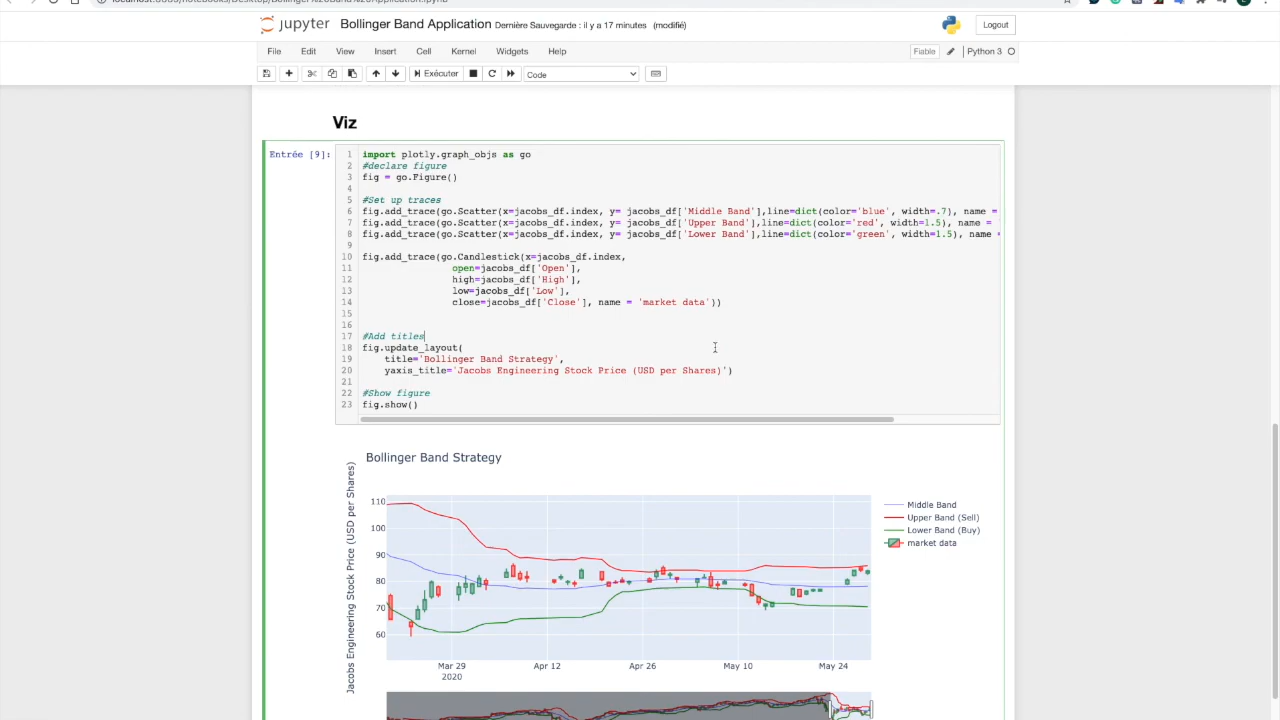 jupyter Bollinger Band Application Dernière Sauvegarde : il y a 17 minutes (modifié) Logout
File Edit View Insert Cell Kernel Widgets Help Fiable Python 3
Exécuter Code
Viz
Entrée [9]:
1 import plotly.graph_objs as go
2 #declare figure
3 fig = go.Figure()
4
5 #Set up traces
6 fig.add_trace(go.Scatter(x=jacobs_df.index, y= jacobs_df['Middle Band'],line=dict(color='blue', width=.7), name =
7 fig.add_trace(go.Scatter(x=jacobs_df.index, y= jacobs_df['Upper Band'],line=dict(color='red', width=1.5), name =
8 fig.add_trace(go.Scatter(x=jacobs_df.index, y= jacobs_df['Lower Band'],line=dict(color='green', width=1.5), name =
9
10 fig.add_trace(go.Candlestick(x=jacobs_df.index,
11 open=jacobs_df['Open'],
12 high=jacobs_df['High'],
13 low=jacobs_df['Low'],
14 close=jacobs_df['Close'], name = 'market data'))
15
16
17 #Add titles
18 fig.update_layout(
19 title='Bollinger Band Strategy',
20 yaxis_title='Jacobs Engineering Stock Price (USD per Shares)')
21
22 #Show figure
23 fig.show()
Bollinger Band Strategy
Jacobs Engineering Stock Price (USD per Shares)
110
100
90
80
70
60
Mar 29
2020
Apr 12
Apr 26
May 10
May 24
Middle Band
Upper Band (Sell)
Lower Band (Buy)
market data